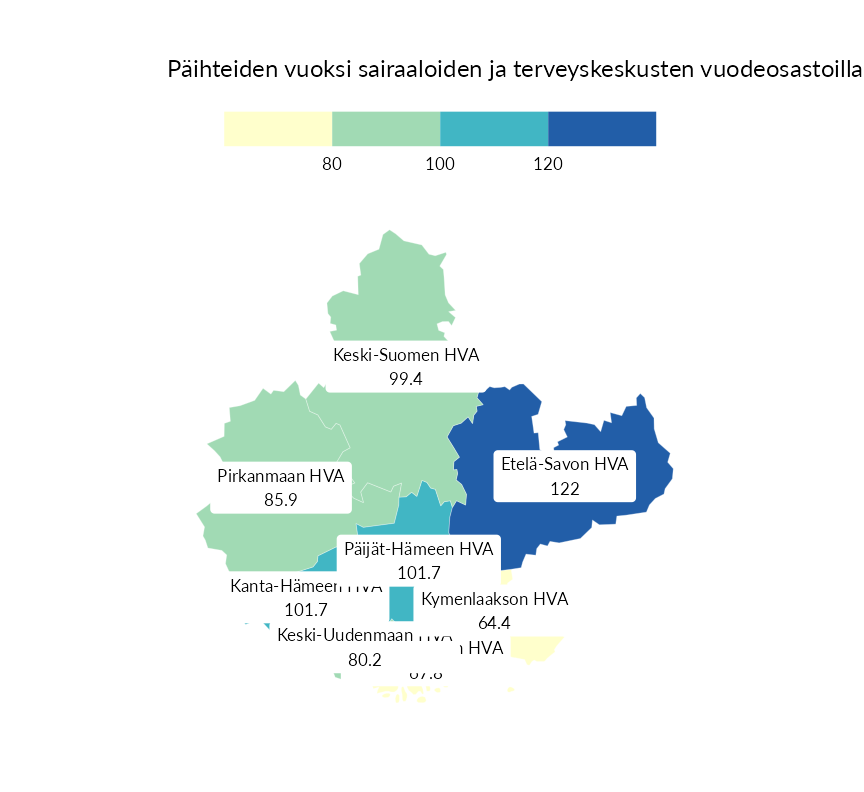 Päihteiden vuoksi sairaaloiden ja terveyskeskusten vuodeosastoilla
80 100 120
Keski-Suomen HVA
99.4
Etelä-Savon HVA
122
Pirkanmaan HVA
85.9
Päijät-Hämeen HVA
101.7
Kanta-Hämeen HVA
101.7
Kymenlaakson HVA
64.4
Keski-Uudenmaan HVA
80.2
HVA
67.8